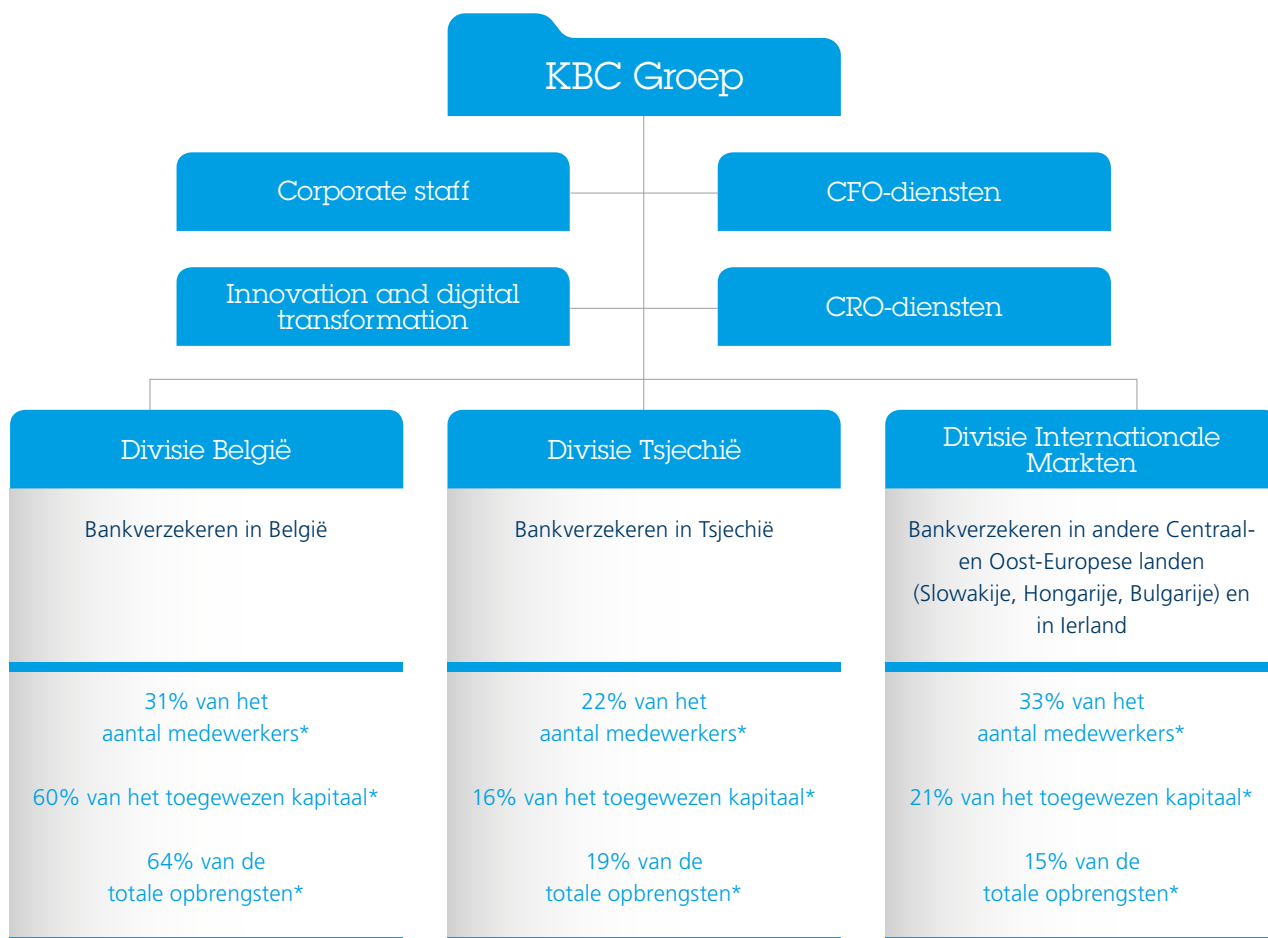 KBC Groep
Corporate staff
CFO-diensten
Innovation and digital
transformation
CRO-diensten
Divisie België
Bankverzekeren in België
31% van het
aantal medewerkers*
60% van het toegewezen kapitaal*
64% van de
totale opbrengsten*
Divisie Tsjechië
Bankverzekeren in Tsjechië
22% van het
aantal medewerkers*
16% van het toegewezen kapitaal*
19% van de
totale opbrengsten*
Divisie Internationale
Markten
Bankverzekeren in andere Centraal-
en Oost-Europese landen
(Slowakije, Hongarije, Bulgarije) en
in Ierland
33% van het
aantal medewerkers*
21% van het toegewezen kapitaal*
15% van de
totale opbrengsten*